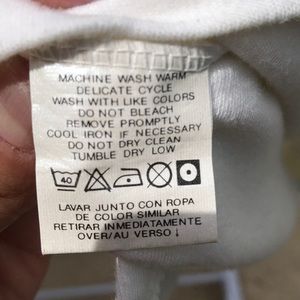 MACHINE WASH WARM
DELICATE CYCLE
WASH WITH LIKE COLORS
DO NOT BLEACH
REMOVE PROMPTLY
COOL IRON IF NECESSARY
DO NOT DRY CLEAN
TUMBLE DRY LOW
40
LAVAR JUNTO CON ROPA
DE COLOR SIMILAR
RETIRAR INMEDIATAMENTE
OVER/AU VERSO ↓